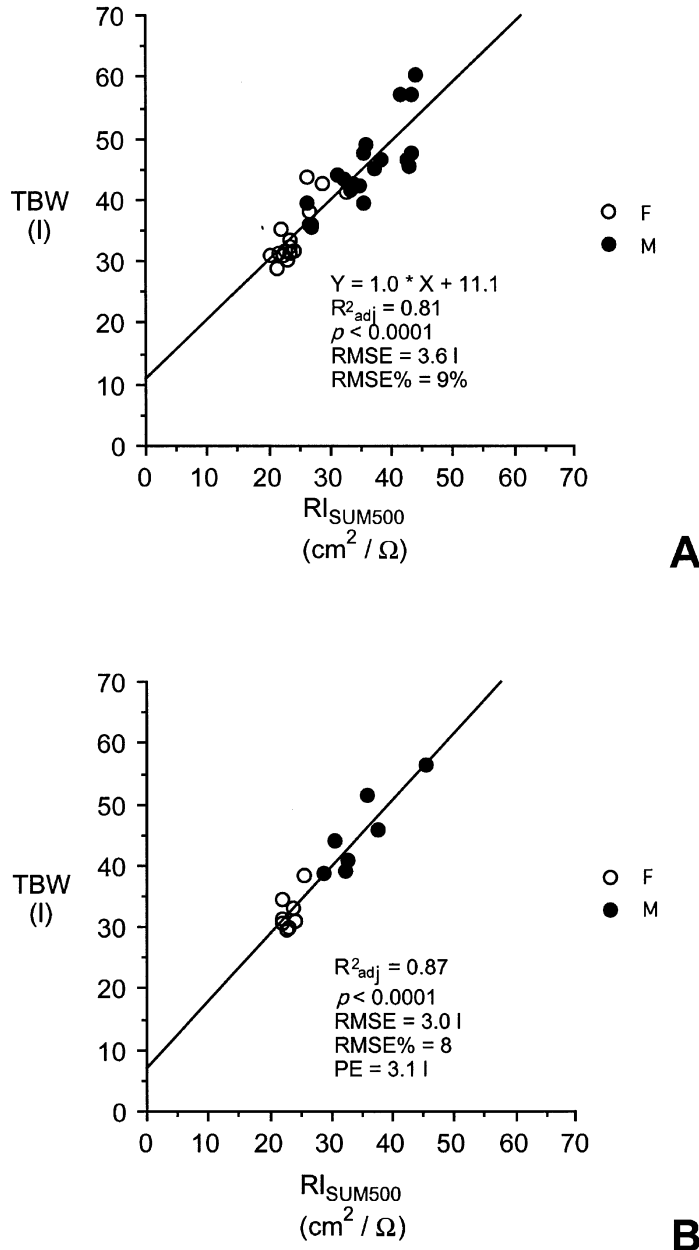 70
60
50
40
30
20
10
0
TBW
(l)
F
M
Y = 1.0 * X + 11.1
R²adj = 0.81
p < 0.0001
RMSE = 3.6 l
RMSE% = 9%
0 10 20 30 40 50 60 70
RISUM500
(cm² / Ω)
A
70
60
50
40
30
20
10
0
TBW
(l)
F
M
R²adj = 0.87
p < 0.0001
RMSE = 3.0 l
RMSE% = 8
PE = 3.1 l
0 10 20 30 40 50 60 70
RISUM500
(cm² / Ω)
B